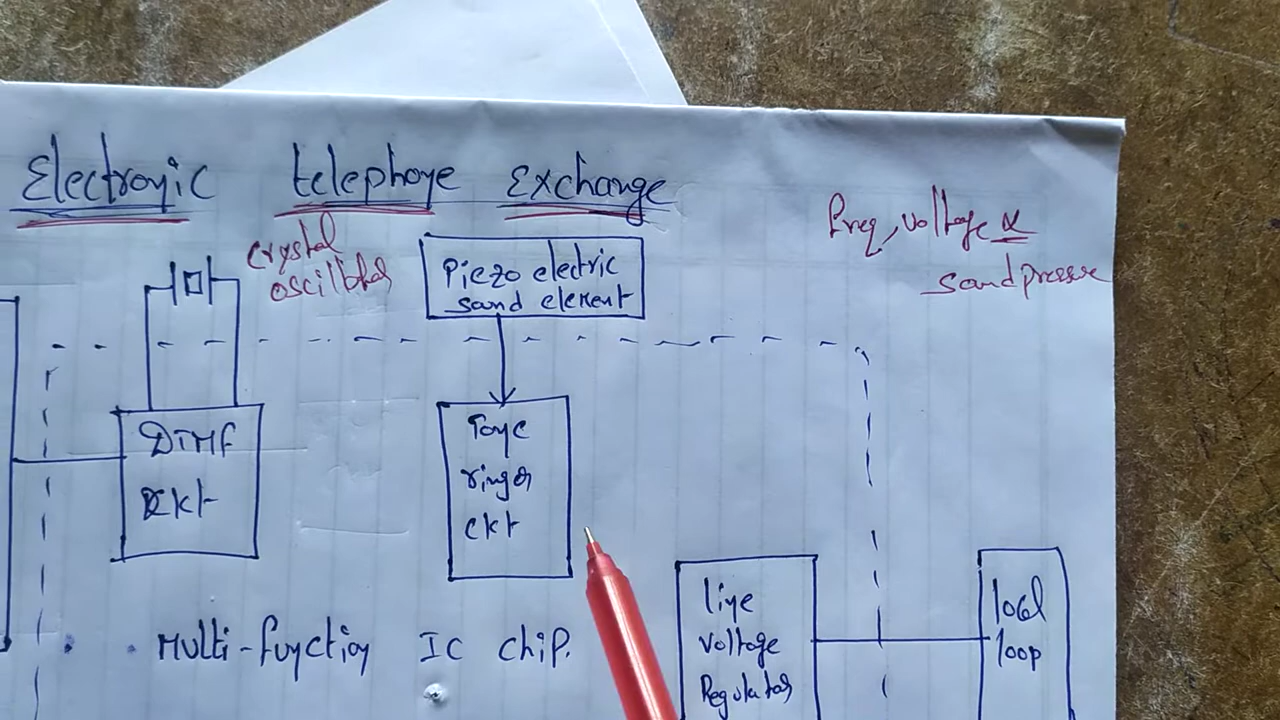 Electronic telephone Exchange
Freq, voltage ∝
sound pressure
crystal
oscillator
Piezo electric
sound element
DTMF
Ckt
Tone
ringer
Ckt
Multi-function IC chip.
line
voltage
Regulator
local
loop